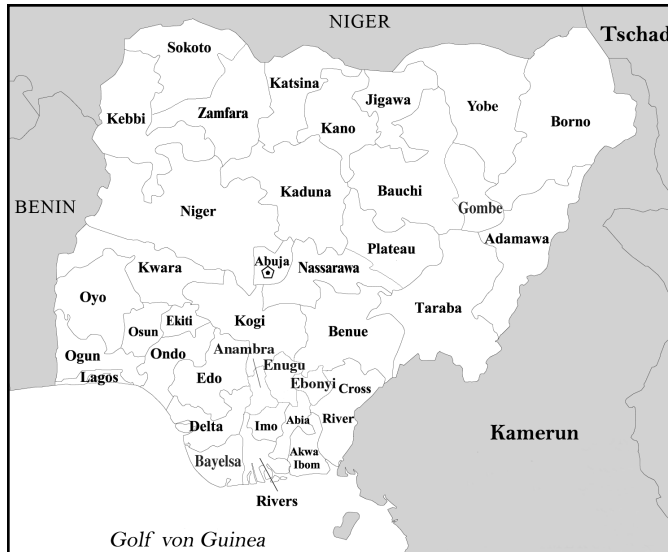 NIGER
Tschad
Sokoto
Katsina
Jigawa
Yobe
Borno
Kebbi
Zamfara
Kano
Kaduna
Bauchi
BENIN
Niger
Gombe
Adamawa
Plateau
Abuja
Nassarawa
Kwara
Oyo
Taraba
Kogi
Benue
Osun
Ekiti
Ogun
Ondo
Anambra
Enugu
Lagos
Edo
Ebonyi
Cross
River
Delta
Imo
Abia
Kamerun
Bayelsa
Akwa
Ibom
Rivers
Golf von Guinea